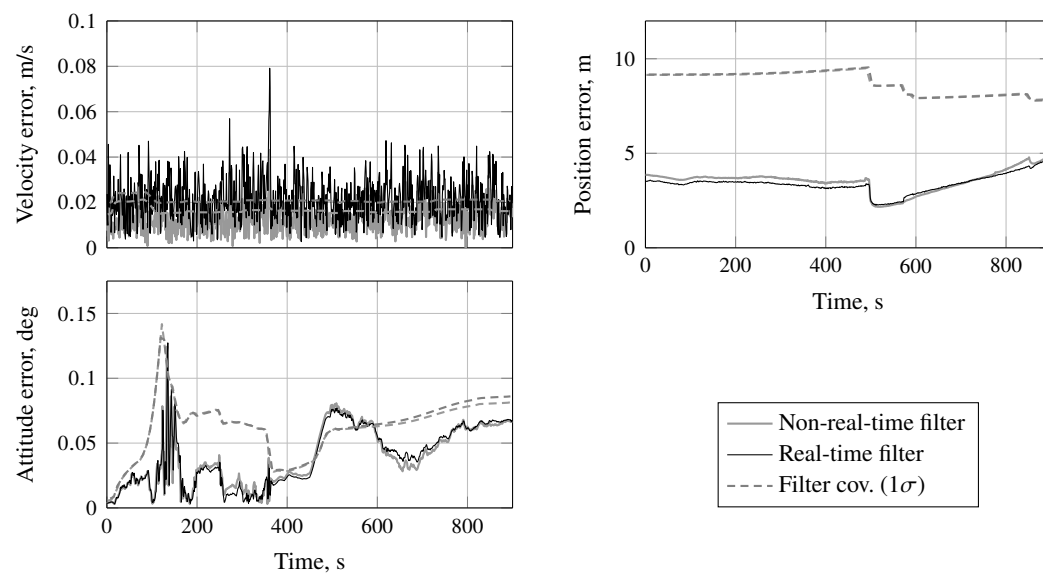 0.1
0.08
0.06
0.04
0.02
0
Velocity error, m/s
0.15
0.1
0.05
0
Attitude error, deg
0 200 400 600 800
Time, s
10
5
0
Position error, m
0 200 400 600 800
Time, s
Non-real-time filter
Real-time filter
Filter cov. (1σ)